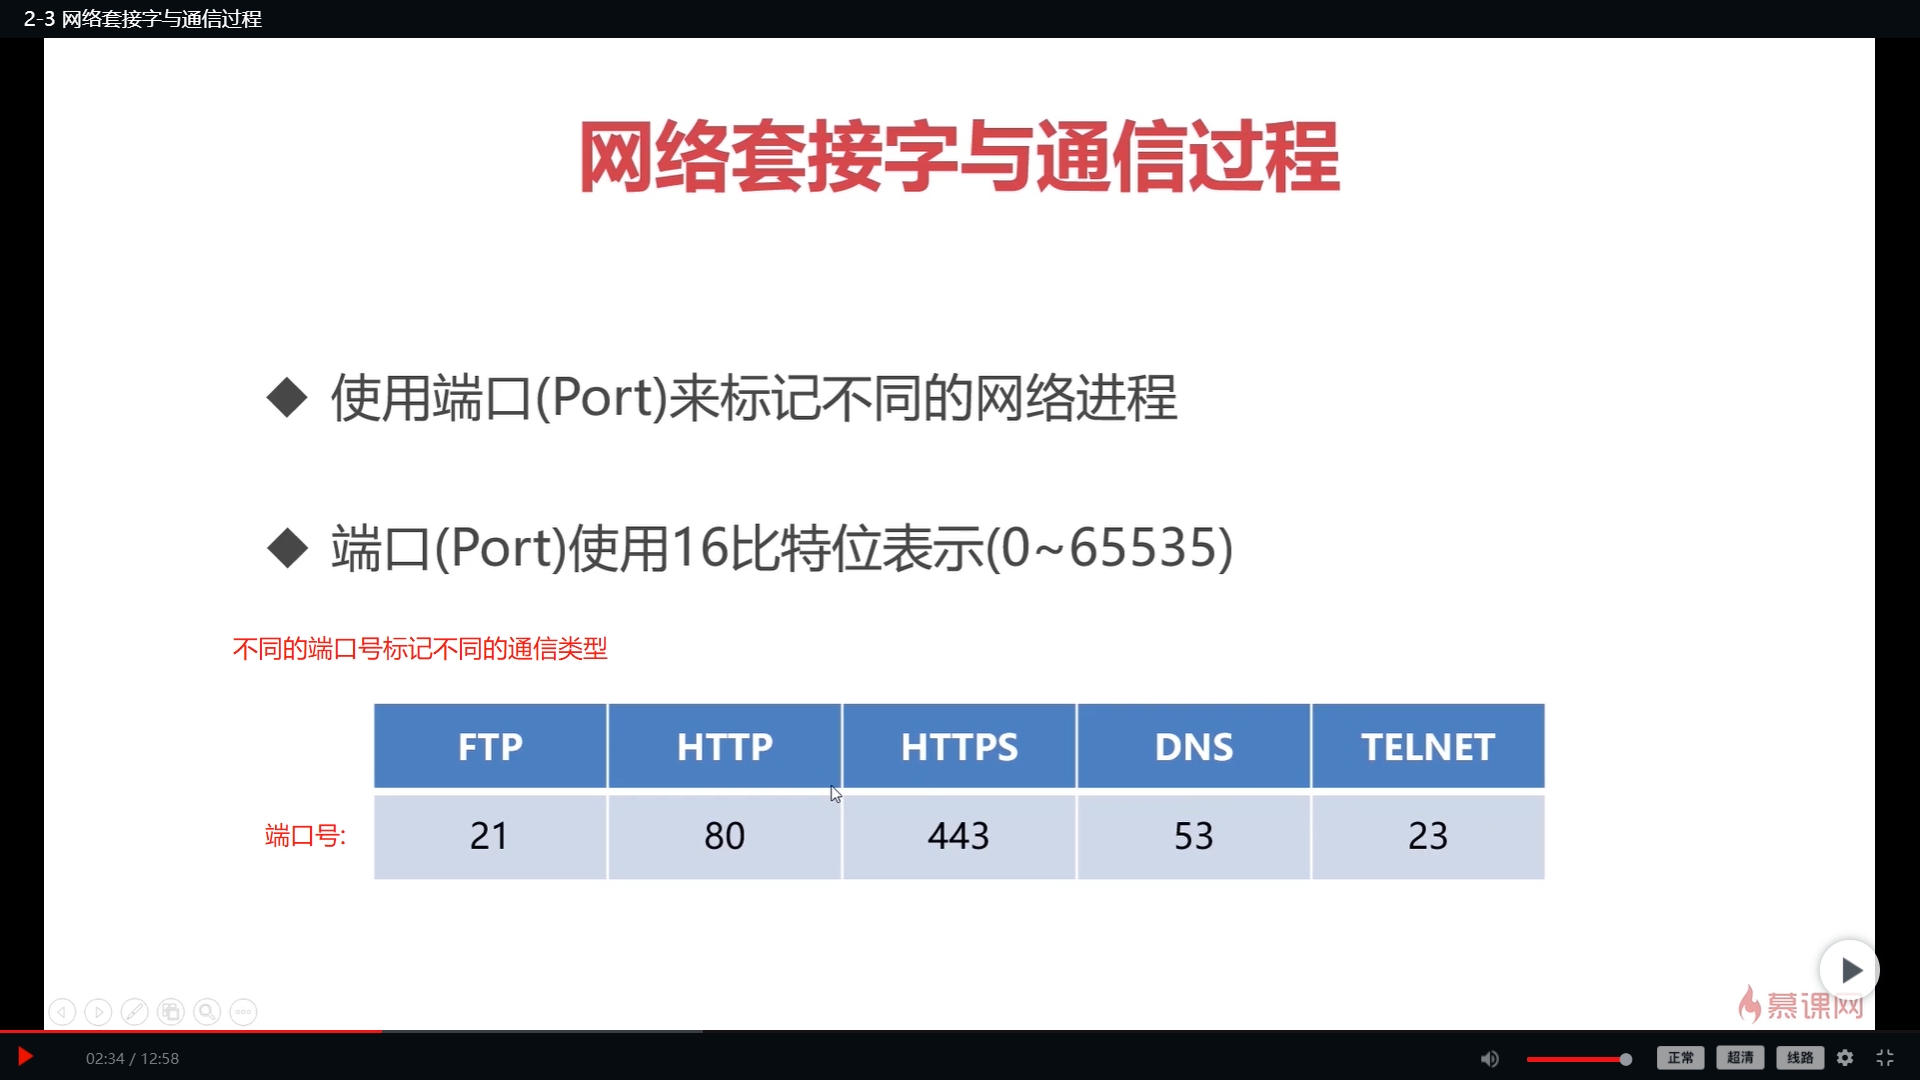 2-3 网络套接字与通信过程
网络套接字与通信过程
使用端口(Port)来标记不同的网络进程
端口(Port)使用16比特位表示(0~65535)
不同的端口号标记不同的通信类型
FTP HTTP HTTPS DNS TELNET
端口号: 21 80 443 53 23
慕课网
02:34 / 12:58 正常 超清 线路